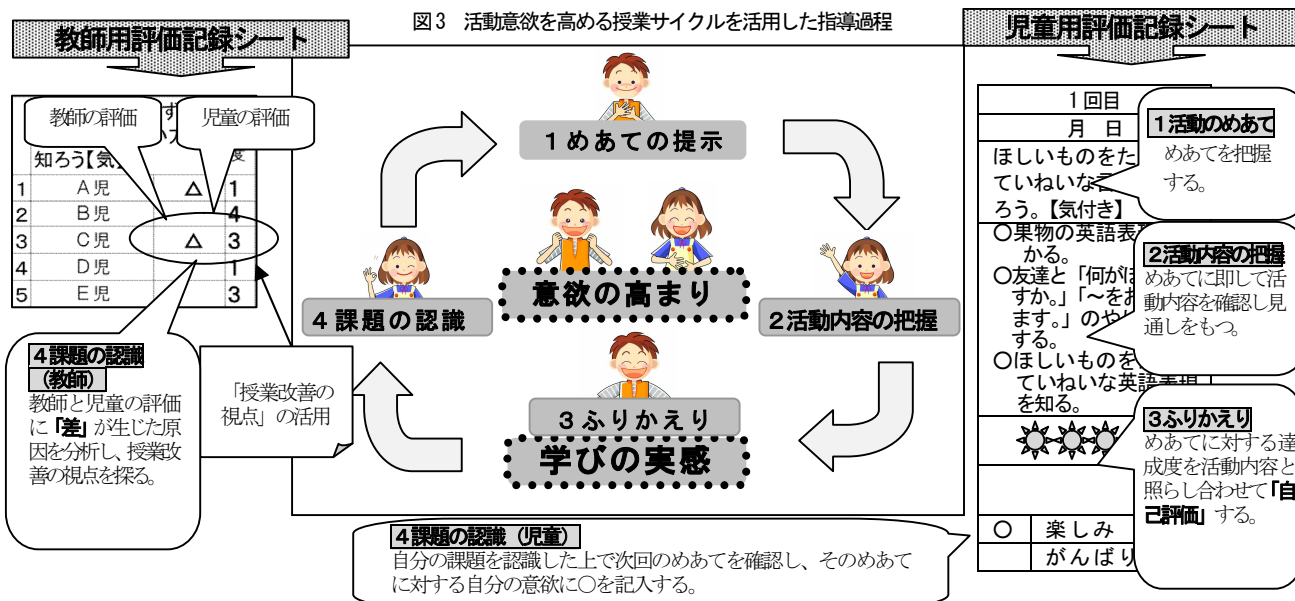 図3 活動意欲を高める授業サイクルを活用した指導過程
教師用評価記録シート
教師の評価
児童の評価
す
知ろう【気
度
1 A児 △ 1
2 B児 4
3 C児 △ 3
4 D児 1
5 E児 3
4課題の認識
(教師)
教師と児童の評価
に「差」が生じた原
因を分析し、授業改
善の視点を探る。
「授業改善の
視点」の活用
1めあての提示
意欲の高まり
4課題の認識
2活動内容の把握
3ふりかえり
学びの実感
4課題の認識(児童)
自分の課題を認識した上で次回のめあてを確認し、そのめあて
に対する自分の意欲に○を記入する。
児童用評価記録シート
1回目
月 日
ほしいものをた
ていねいな
ろう。【気付き】
○果物の英語表
かる。
○友達と「何が
すか。」「~をお
ます。」のや
する。
○ほしいものを
ていねいな英語表現
を知る。
○ 楽しみ
がんばり
1活動のめあて
めあてを把握
する。
2活動内容の把握
めあてに即して活
動内容を確認し見
通しをもつ。
3ふりかえり
めあてに対する達
成度を活動内容と
照らし合わせて「自
己評価」する。